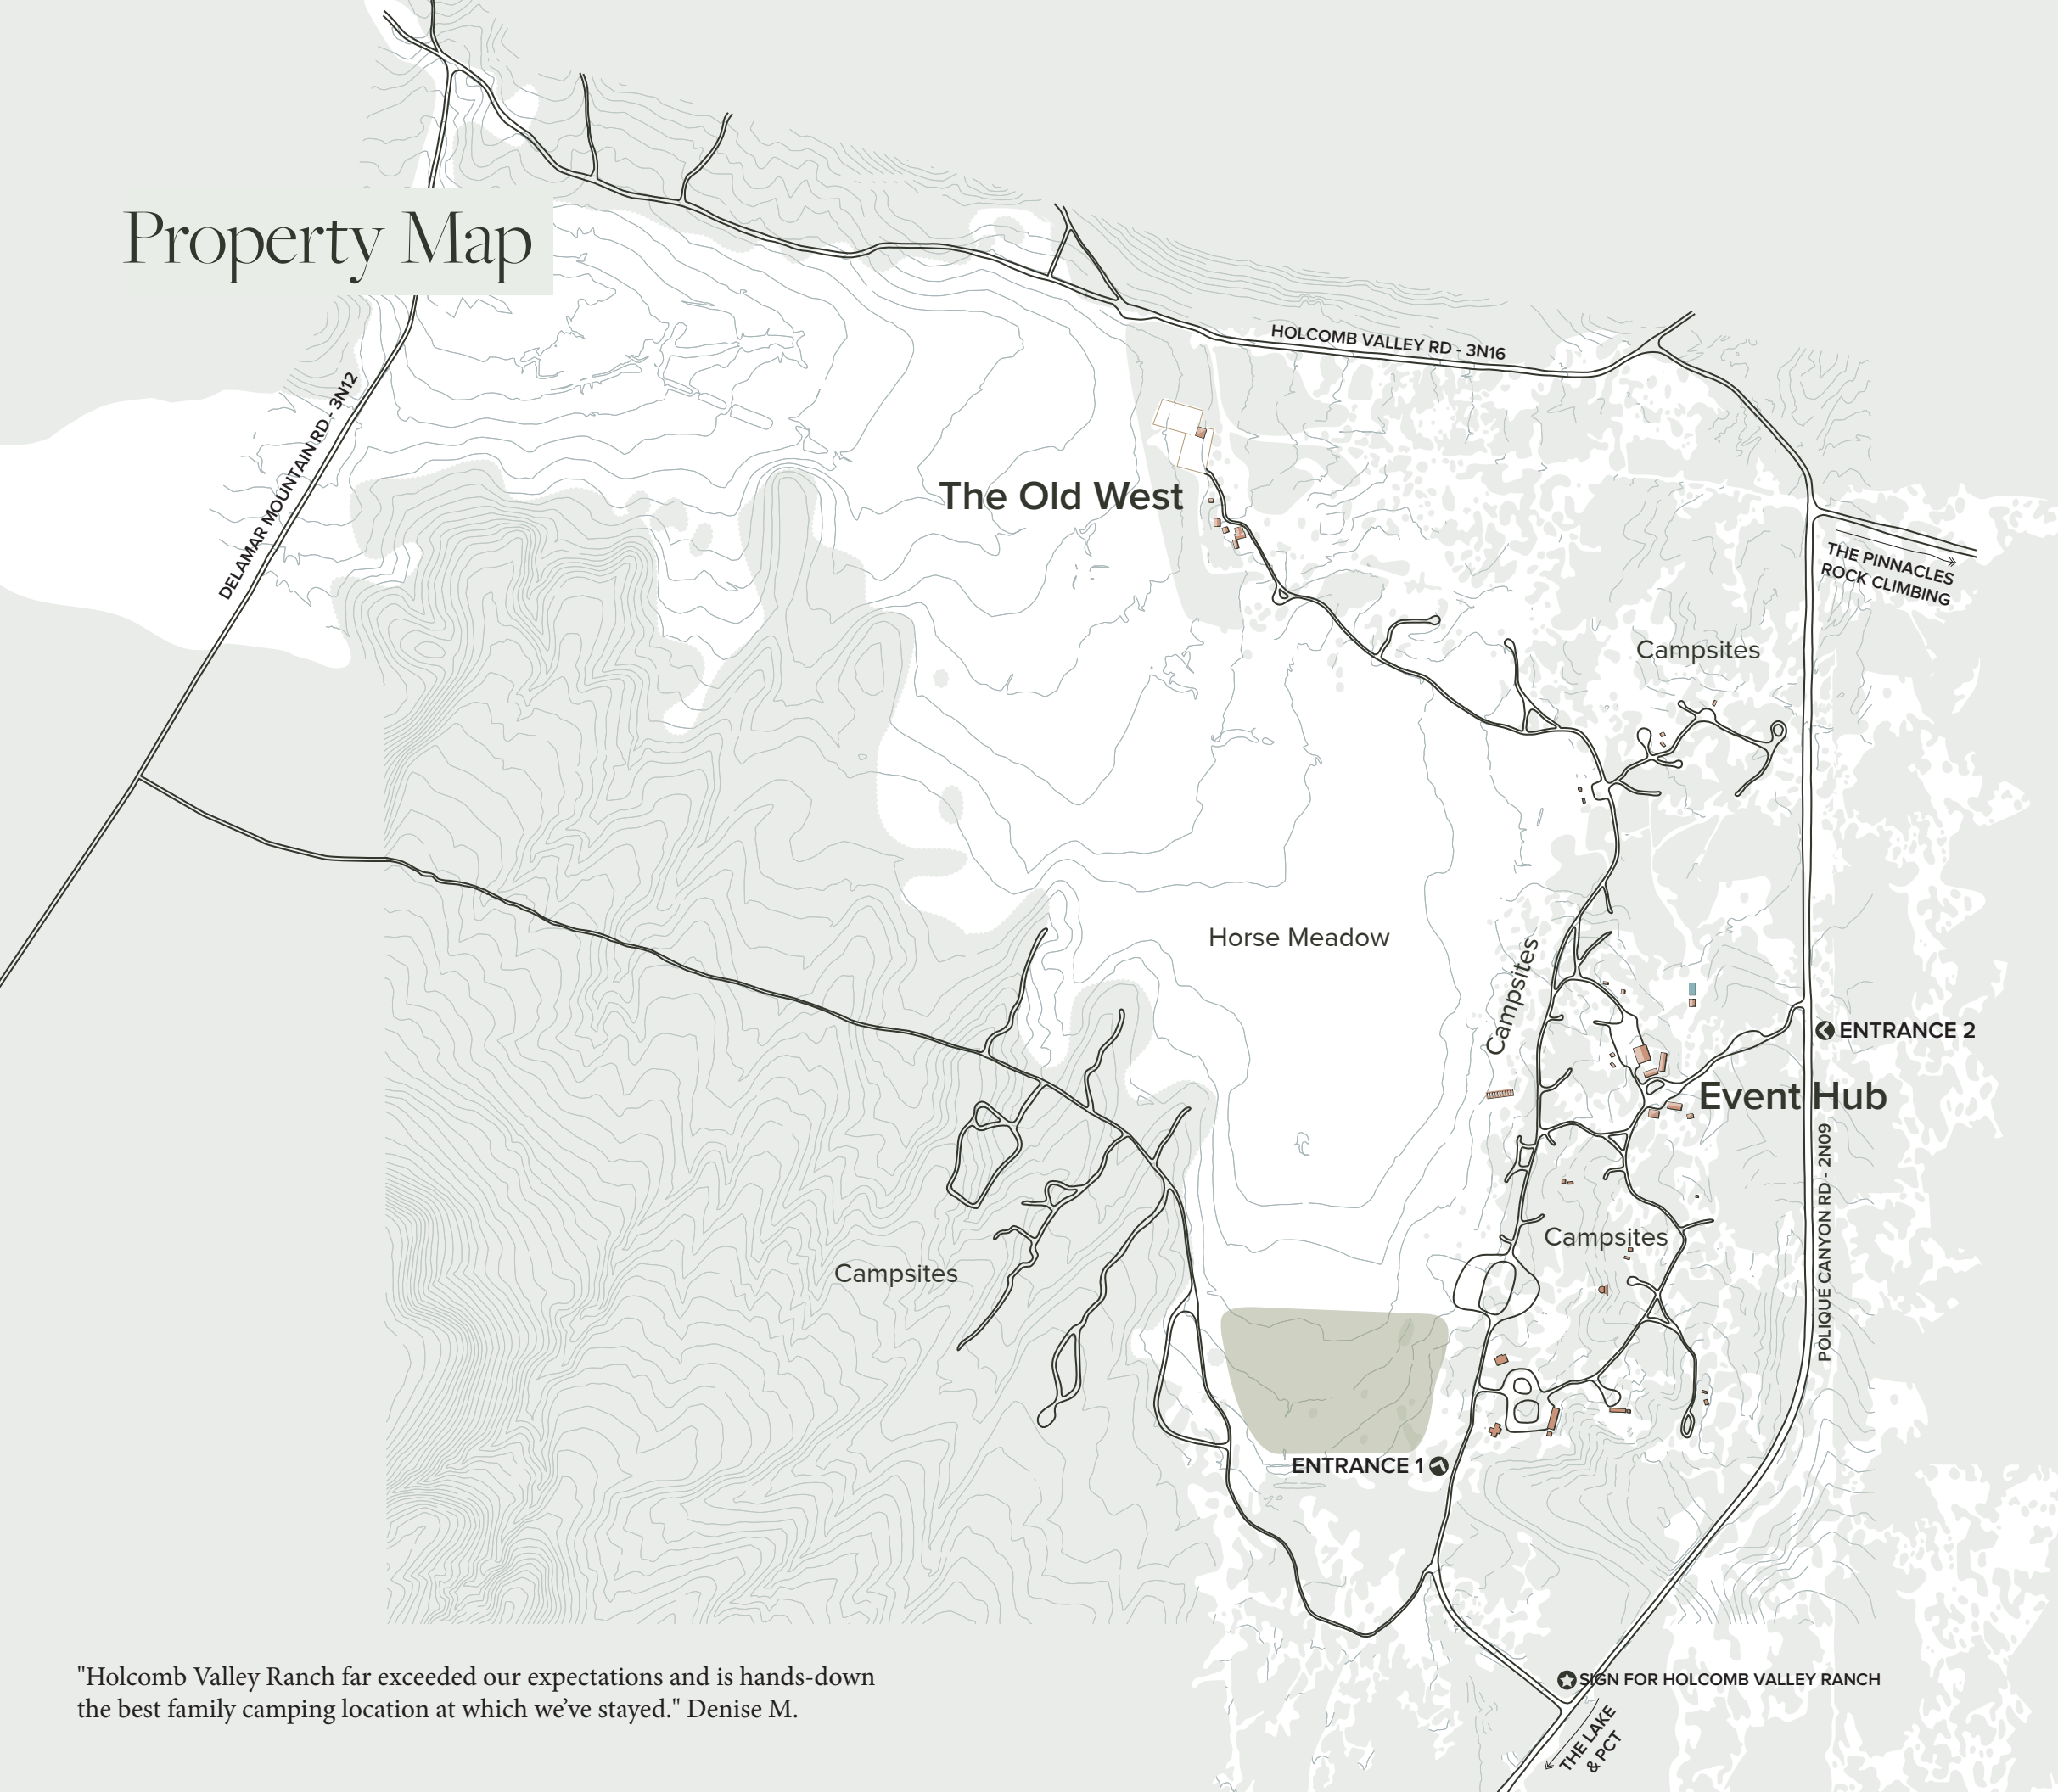 Property Map
HOLCOMB VALLEY RD - 3N16
DELAMAR MOUNTAIN RD - 3N12
The Old West
THE PINNACLES
ROCK CLIMBING
Campsites
Horse Meadow
Campsites
ENTRANCE 2
Event Hub
POLIQUE CANYON RD - 2N09
Campsites
Campsites
ENTRANCE 1
SIGN FOR HOLCOMB VALLEY RANCH
THE LAKE
& PCT
"Holcomb Valley Ranch far exceeded our expectations and is hands-down
the best family camping location at which we’ve stayed." Denise M.